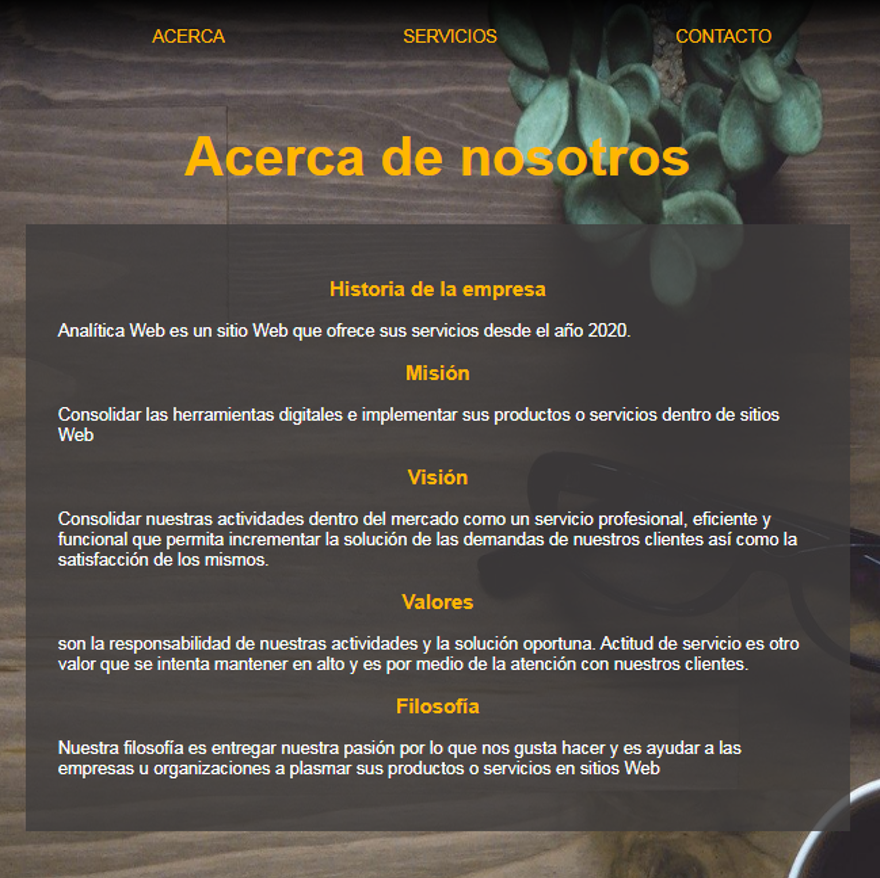 ACERCA SERVICIOS CONTACTO
Acerca de nosotros
Historia de la empresa
Analítica Web es un sitio Web que ofrece sus servicios desde el año 2020.
Misión
Consolidar las herramientas digitales e implementar sus productos o servicios dentro de sitios
Web
Visión
Consolidar nuestras actividades dentro del mercado como un servicio profesional, eficiente y
funcional que permita incrementar la solución de las demandas de nuestros clientes así como la
satisfacción de los mismos.
Valores
son la responsabilidad de nuestras actividades y la solución oportuna. Actitud de servicio es otro
valor que se intenta mantener en alto y es por medio de la atención con nuestros clientes.
Filosofía
Nuestra filosofía es entregar nuestra pasión por lo que nos gusta hacer y es ayudar a las
empresas u organizaciones a plasmar sus productos o servicios en sitios Web